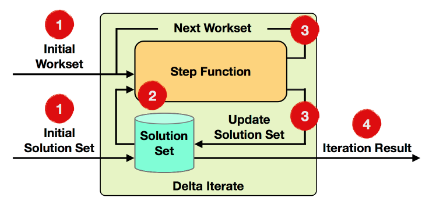 1
Initial
Workset
Next Workset
3
Step Function
1
Initial
Solution Set
2
Solution
Set
Update
Solution Set
3
4
Iteration Result
Delta Iterate